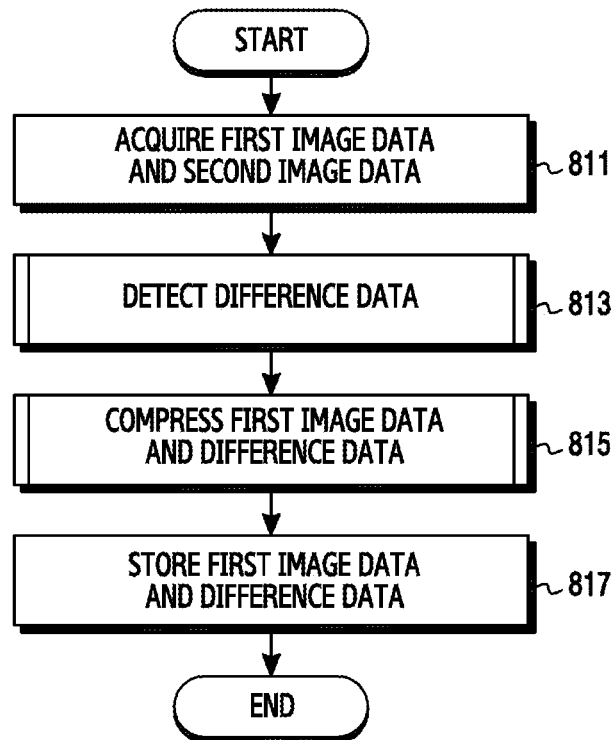 START
ACQUIRE FIRST IMAGE DATA
AND SECOND IMAGE DATA
811
DETECT DIFFERENCE DATA
813
COMPRESS FIRST IMAGE DATA
AND DIFFERENCE DATA
815
STORE FIRST IMAGE DATA
AND DIFFERENCE DATA
817
END